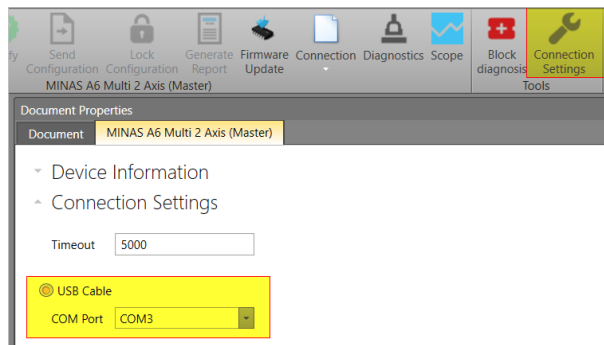 fy Send Lock Generate Firmware Connection Diagnostics Scope Block Connection
Configuration Configuration Report Update diagnosis Settings
MINAS A6 Multi 2 Axis (Master) Tools
Document Properties
Document MINAS A6 Multi 2 Axis (Master)
Device Information
Connection Settings
Timeout 5000
USB Cable
COM Port COM3